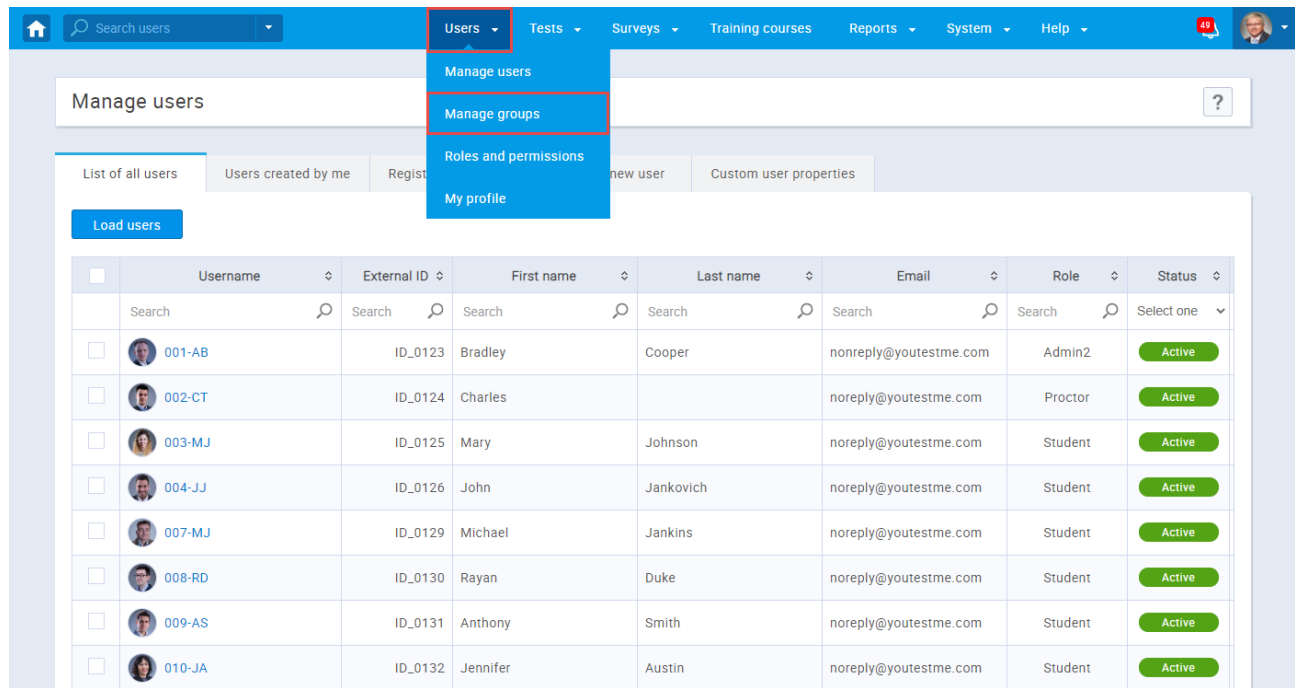 Search users Users Tests Surveys Training courses Reports System Help 49
Manage users
Manage groups
Roles and permissions
My profile
Manage users ?
List of all users Users created by me Regist new user Custom user properties
Load users
Username External ID First name Last name Email Role Status
Search Search Search Search Search Search Select one
001-AB ID_0123 Bradley Cooper nonreply@youtestme.com Admin2 Active
002-CT ID_0124 Charles noreply@youtestme.com Proctor Active
003-MJ ID_0125 Mary Johnson noreply@youtestme.com Student Active
004-JJ ID_0126 John Jankovich noreply@youtestme.com Student Active
007-MJ ID_0129 Michael Jankins noreply@youtestme.com Student Active
008-RD ID_0130 Rayan Duke noreply@youtestme.com Student Active
009-AS ID_0131 Anthony Smith noreply@youtestme.com Student Active
010-JA ID_0132 Jennifer Austin noreply@youtestme.com Student Active